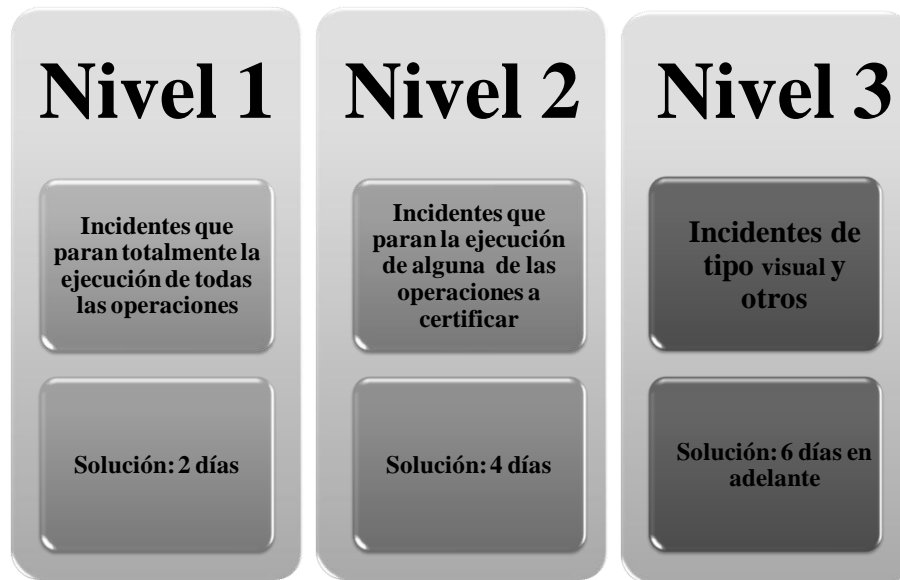 Nivel 1
Incidentes que
paran totalmente la
ejecución de todas
las operaciones
Solución: 2 días
Nivel 2
Incidentes que
paran la ejecución
de alguna de las
operaciones a
certificar
Solución: 4 días
Nivel 3
Incidentes de
tipo visual y
otros
Solución: 6 días en
adelante